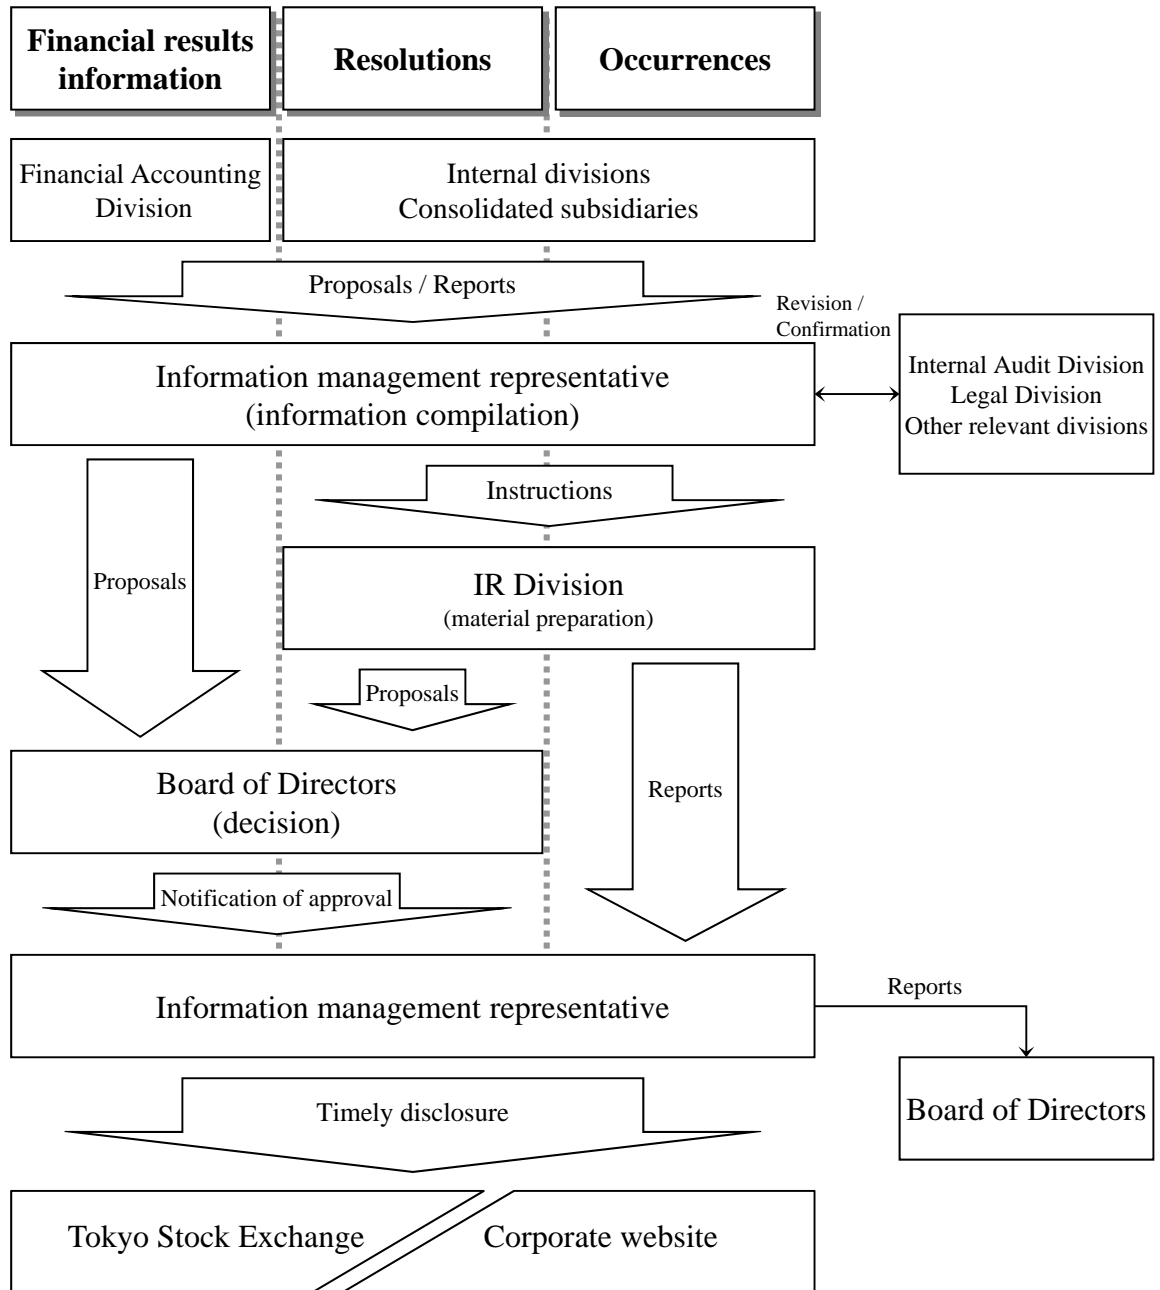 Financial results
information
Resolutions
Occurrences
Financial Accounting
Division
Internal divisions
Consolidated subsidiaries
Proposals / Reports
Revision /
Confirmation
Information management representative
(information compilation)
Internal Audit Division
Legal Division
Other relevant divisions
Instructions
Proposals
IR Division
(material preparation)
Proposals
Reports
Board of Directors
(decision)
Notification of approval
Information management representative
Reports
Board of Directors
Timely disclosure
Tokyo Stock Exchange
Corporate website